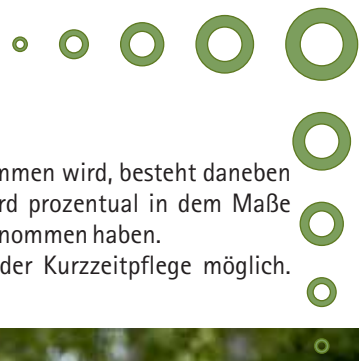 mmen wird, besteht daneben
rd prozentual in dem Maße
nommen haben.
der Kurzzeitpflege möglich.